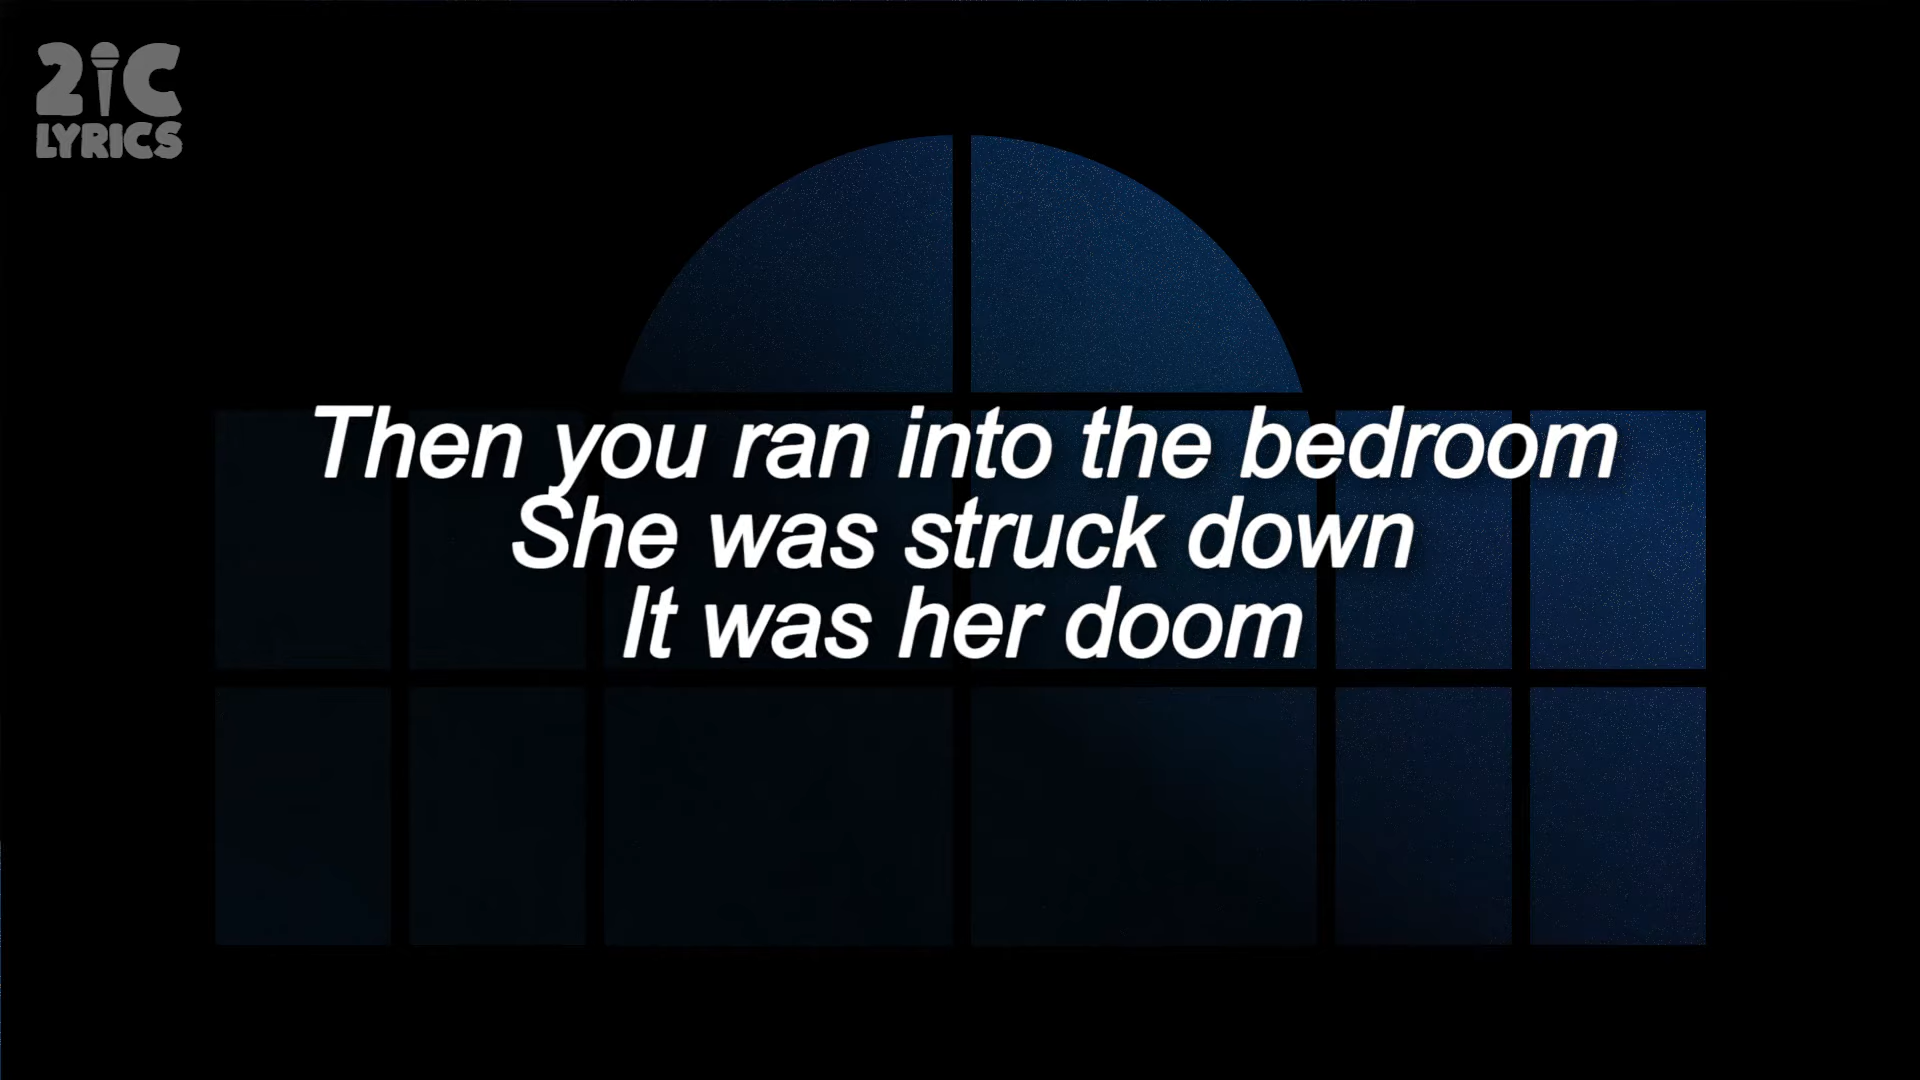 2iC
LYRICS
Then you ran into the bedroom
She was struck down
It was her doom